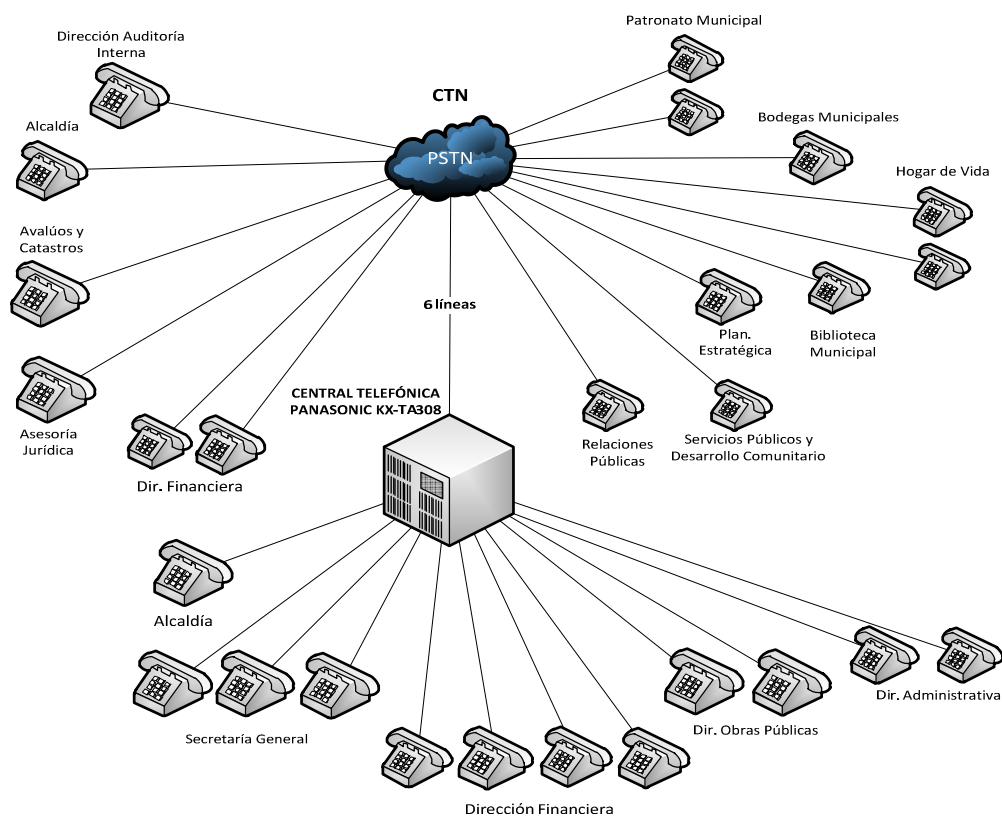 Patronato Municipal
Dirección Auditoría
Interna
CTN
Alcaldía
Bodegas Municipales
PSTN
Hogar de Vida
Avalúos y
Catastros
6 líneas
Plan.
Estratégica
Biblioteca
Municipal
CENTRAL TELEFÓNICA
PANASONIC KX-TA308
Asesoría
Jurídica
Relaciones
Públicas
Servicios Públicos y
Desarrollo Comunitario
Dir. Financiera
Alcaldía
Dir. Administrativa
Secretaría General
Dir. Obras Públicas
Dirección Financiera